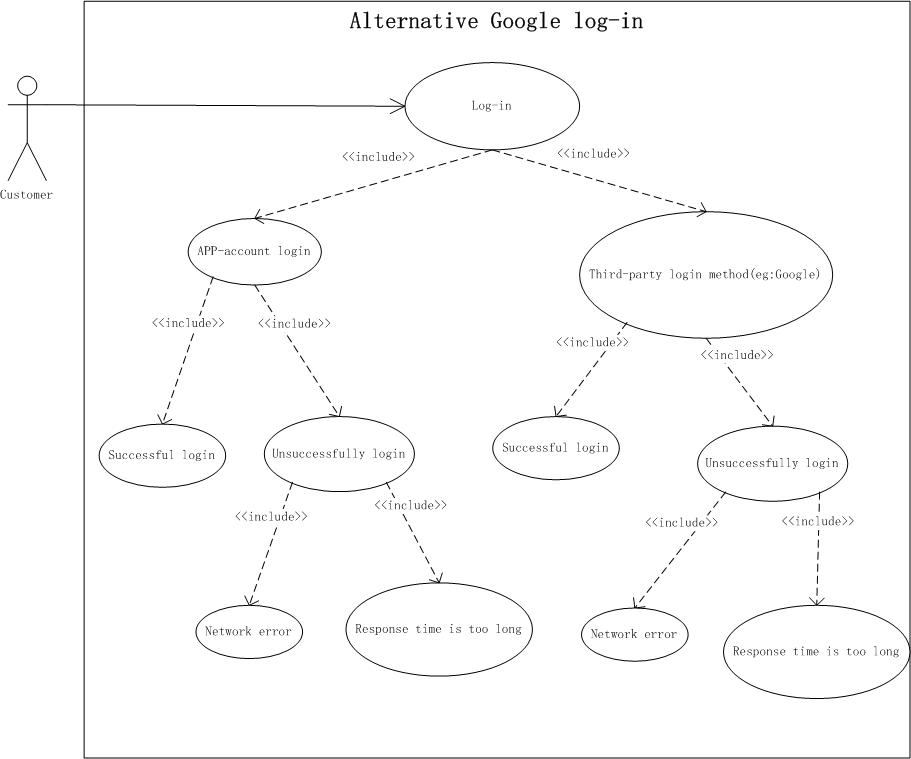 Alternative Google log-in
Log-in
Customer
<<include>>
<<include>>
APP-account login
Third-party login method(eg:Google)
<<include>>
<<include>>
<<include>>
<<include>>
Successful login
Unsuccessfully login
Successful login
Unsuccessfully login
<<include>>
<<include>>
<<include>>
<<include>>
Network error
Response time is too long
Network error
Response time is too long